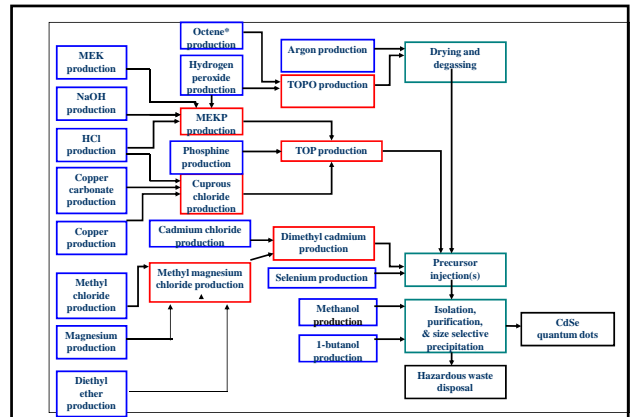 Octene*
production
Argon production
Drying and
degassing
MEK
production
Hydrogen
peroxide
production
TOPO production
NaOH
production
MEKP
production
HCl
production
Phosphine
production
TOP production
Copper
carbonate
production
Cuprous
chloride
production
Copper
production
Cadmium chloride
production
Dimethyl cadmium
production
Precursor
injection(s)
Selenium production
Methyl magnesium
chloride production
Methyl
chloride
production
Methanol
production
Isolation,
purification,
& size selective
precipitation
CdSe
quantum dots
Magnesium
production
1-butanol
production
Hazardous waste
disposal
Diethyl
ether
production